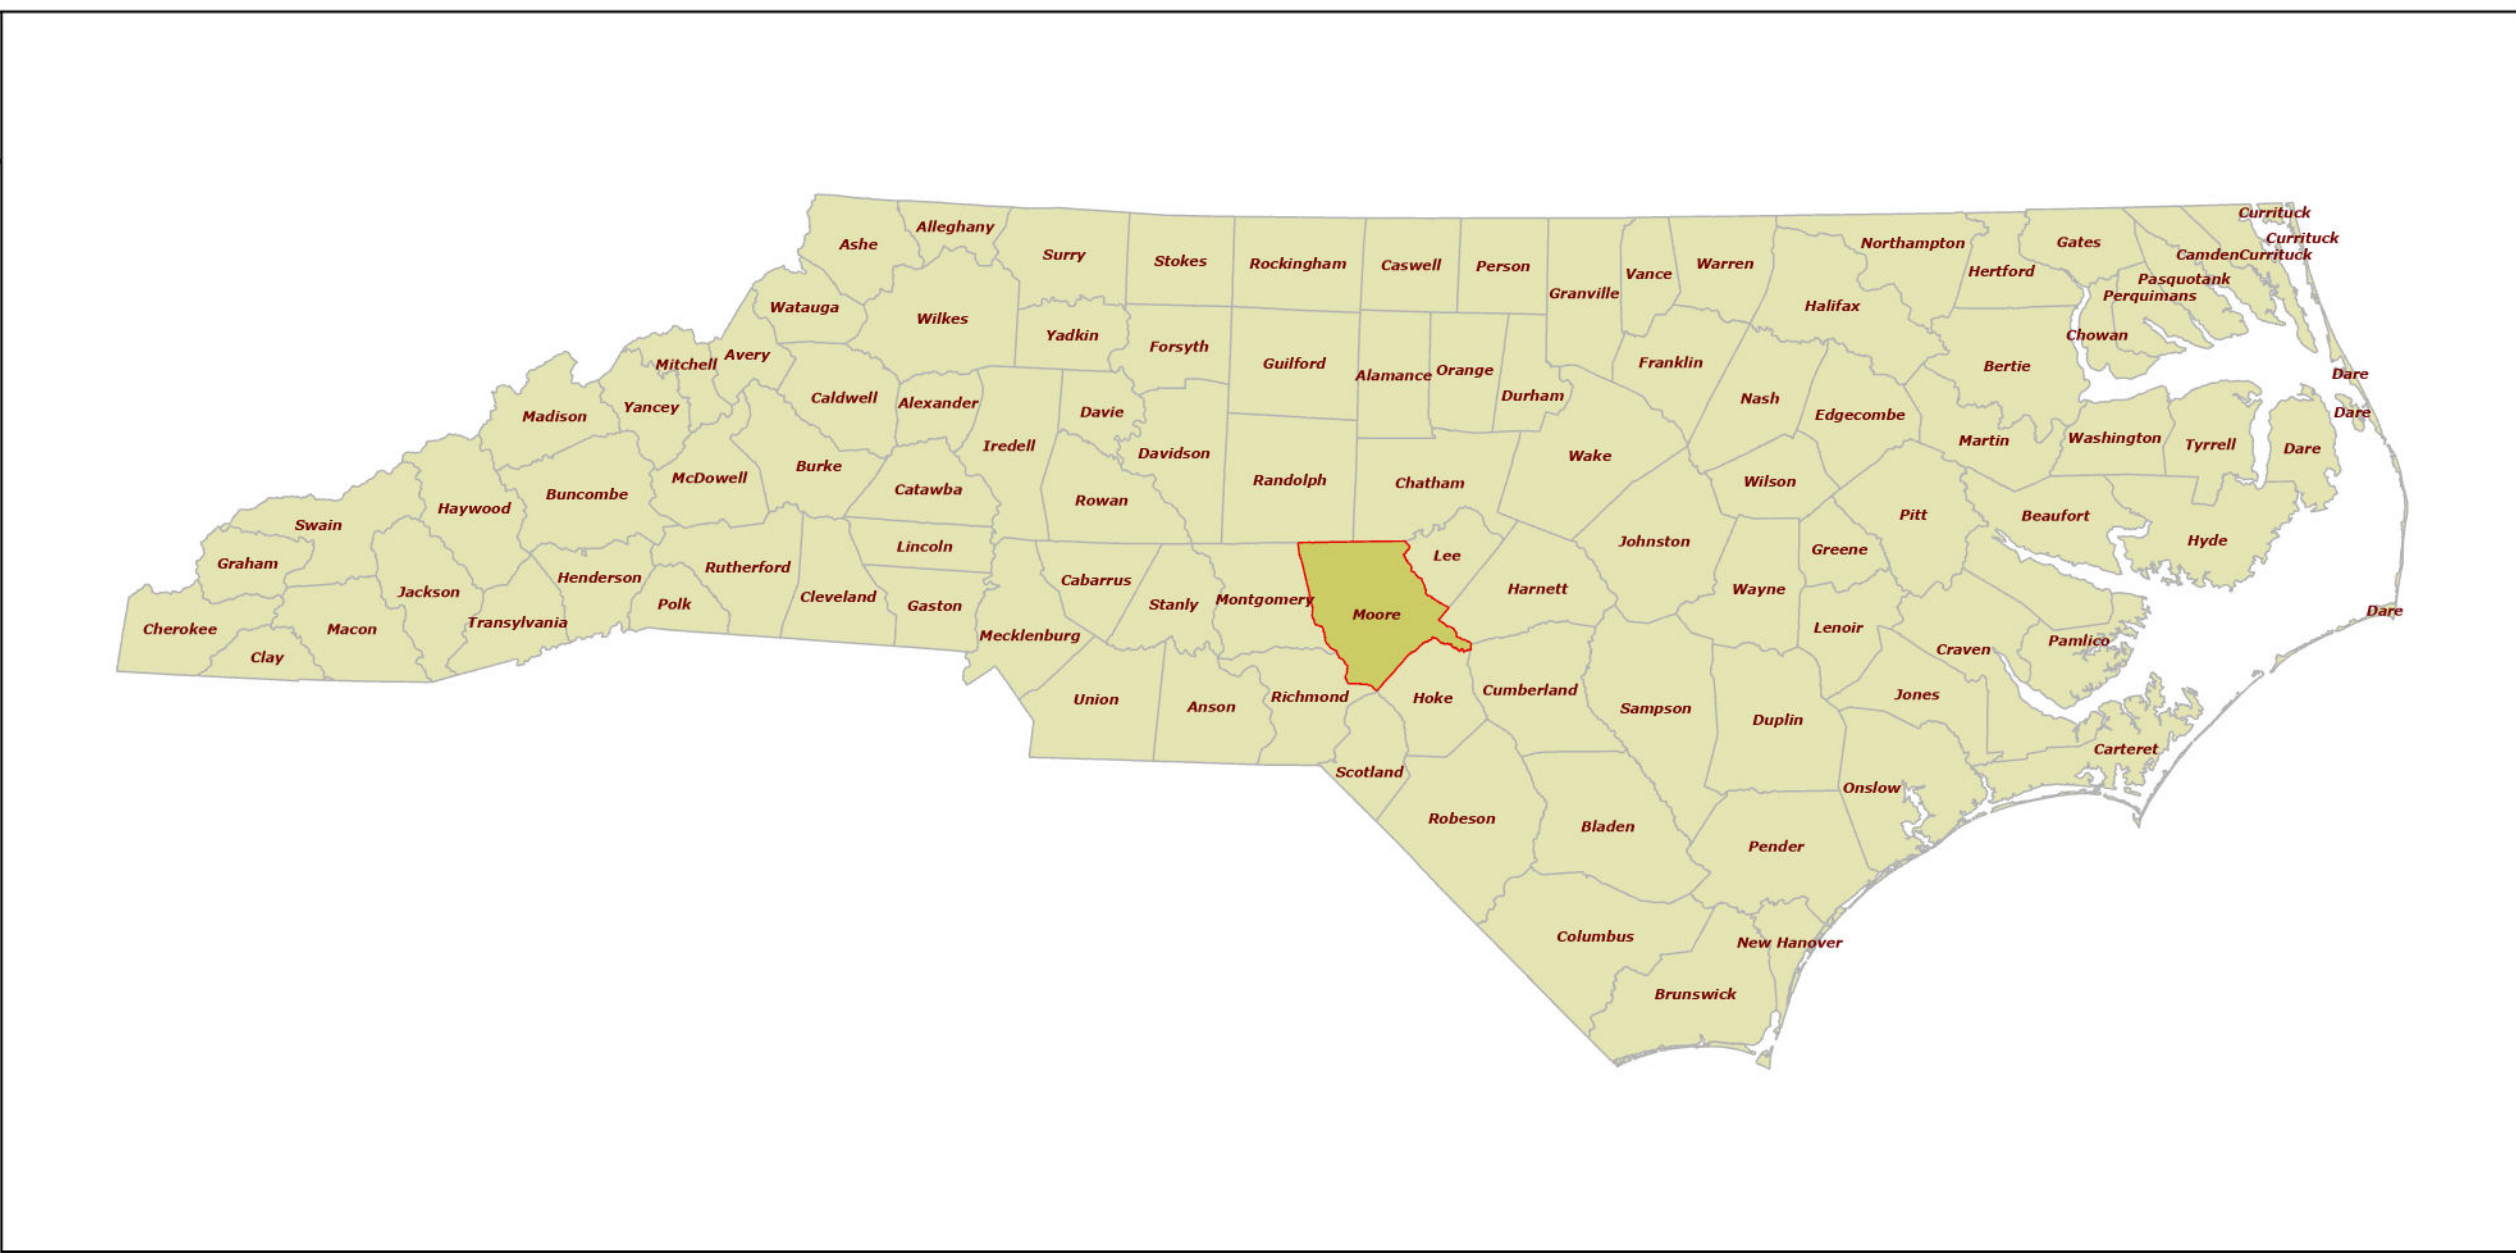 Currituck
Alleghany
Currituck
Ashe
Northampton
Gates
Surry
Camden
Currituck
Stokes
Rockingham
Caswell
Person
Warren
Hertford
Vance
Pasquotank
Granville
Perquimans
Watauga
Halifax
Wilkes
Yadkin
Chowan
Forsyth
Avery
Franklin
Mitchell
Guilford
Bertie
Orange
Dare
Alamance
Durham
Caldwell
Nash
Alexander
Yancey
Davie
Dare
Edgecombe
Madison
Washington
Martin
Tyrrell
Iredell
Dare
Davidson
Wake
Burke
McDowell
Randolph
Wilson
Chatham
Catawba
Buncombe
Rowan
Haywood
Pitt
Beaufort
Swain
Hyde
Johnston
Lincoln
Greene
Lee
Graham
Rutherford
Henderson
Cabarrus
Harnett
Wayne
Jackson
Cleveland
Montgomery
Polk
Stanly
Gaston
Dare
Moore
Transylvania
Lenoir
Cherokee
Macon
Mecklenburg
Pamlico
Craven
Clay
Cumberland
Jones
Richmond
Hoke
Union
Anson
Sampson
Duplin
Carteret
Scotland
Onslow
Robeson
Bladen
Pender
Columbus
New Hanover
Brunswick